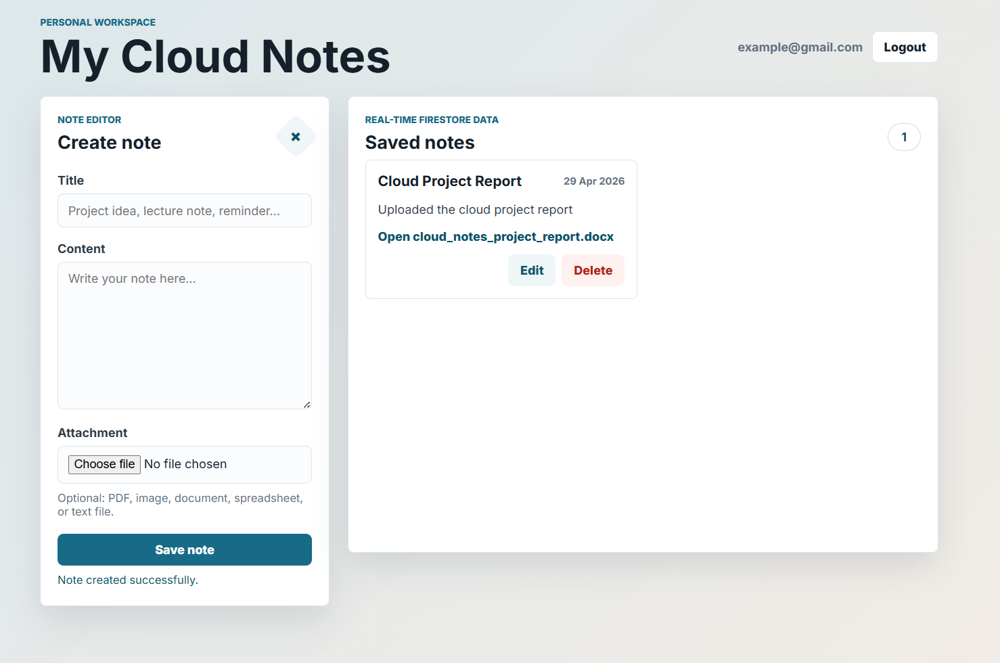 PERSONAL WORKSPACE
My Cloud Notes
example@gmail.com
Logout
NOTE EDITOR
Create note
Title
Project idea, lecture note, reminder...
Content
Write your note here...
Attachment
Choose file No file chosen
Optional: PDF, image, document, spreadsheet,
or text file.
Save note
Note created successfully.
REAL-TIME FIRESTORE DATA
Saved notes
1
Cloud Project Report
29 Apr 2026
Uploaded the cloud project report
Open cloud_notes_project_report.docx
Edit
Delete